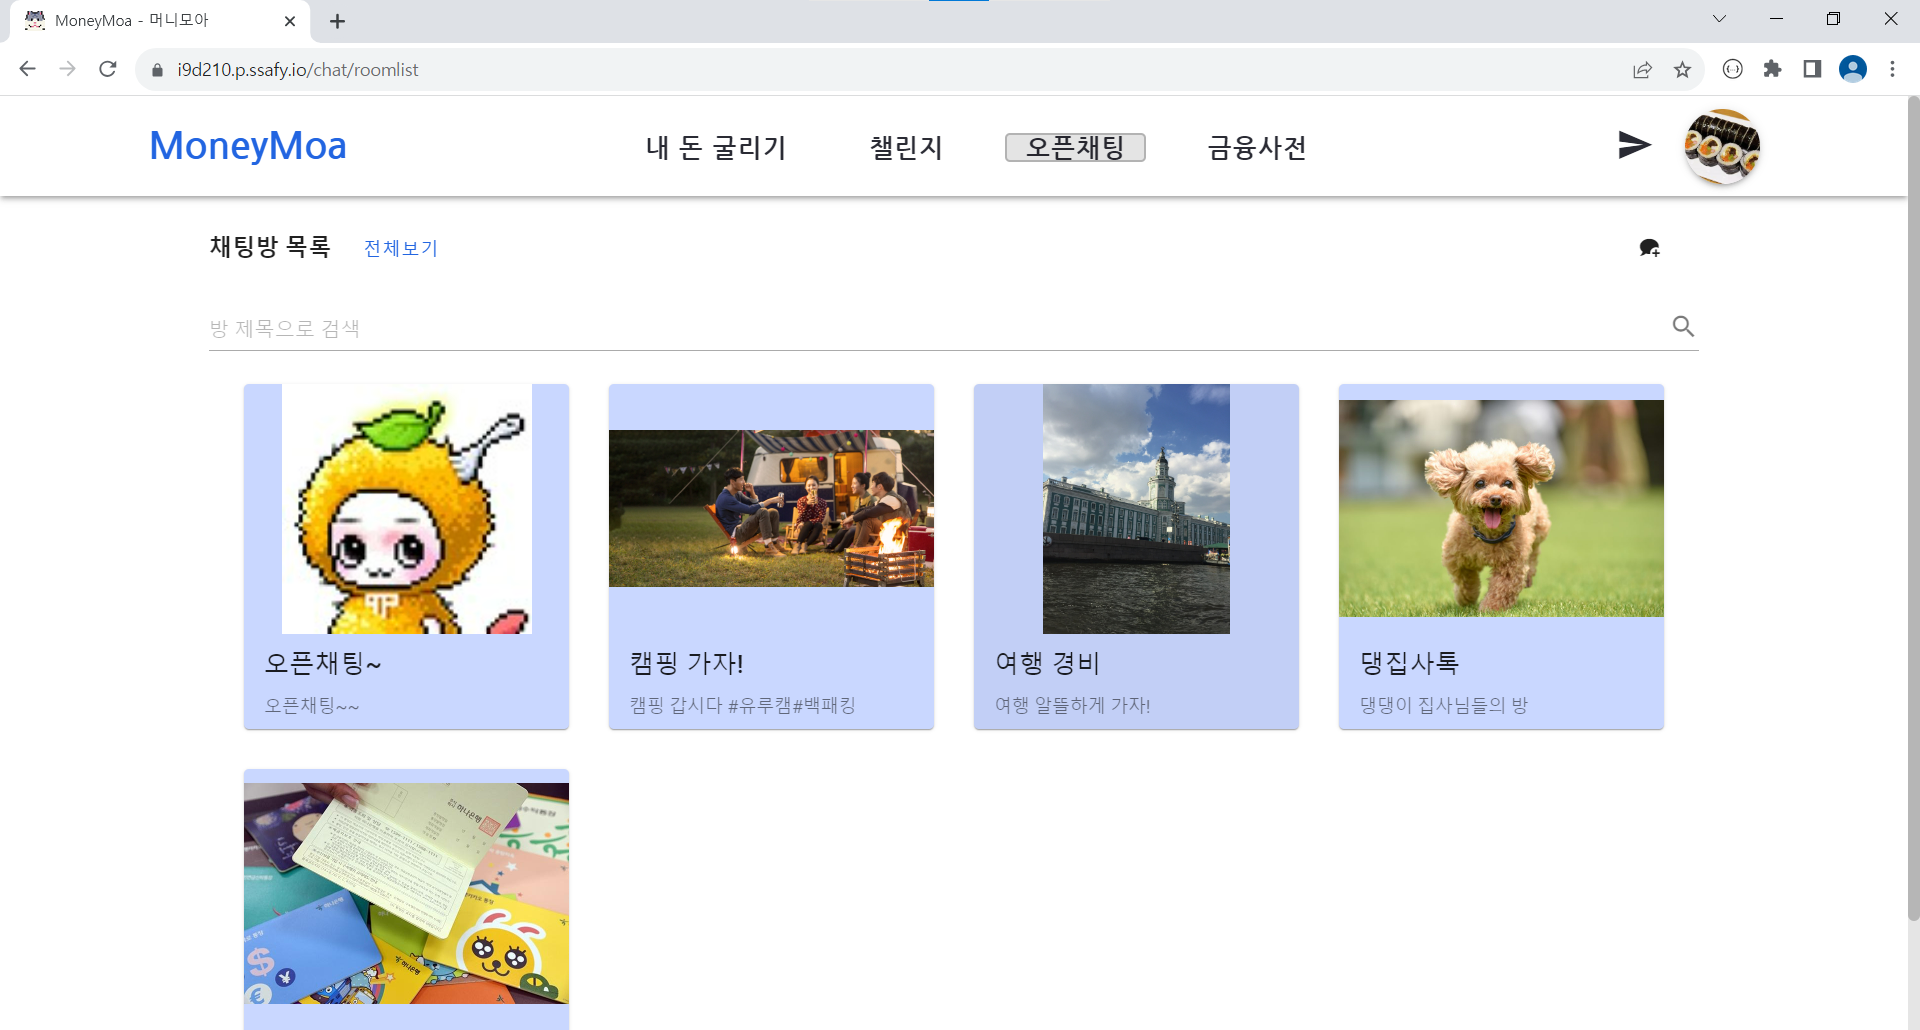 MoneyMoa - 머니모아
i9d210.p.ssafy.io/chat/roomlist
MoneyMoa
내 돈 굴리기
챌린지
오픈채팅
금융사전
채팅방 목록
전체보기
방 제목으로 검색
오픈채팅~
오픈채팅~~
캠핑 가자!
캠핑 갑시다 #유루캠#백패킹
여행 경비
여행 알뜰하게 가자!
댕집사톡
댕댕이 집사님들의 방
하나은행